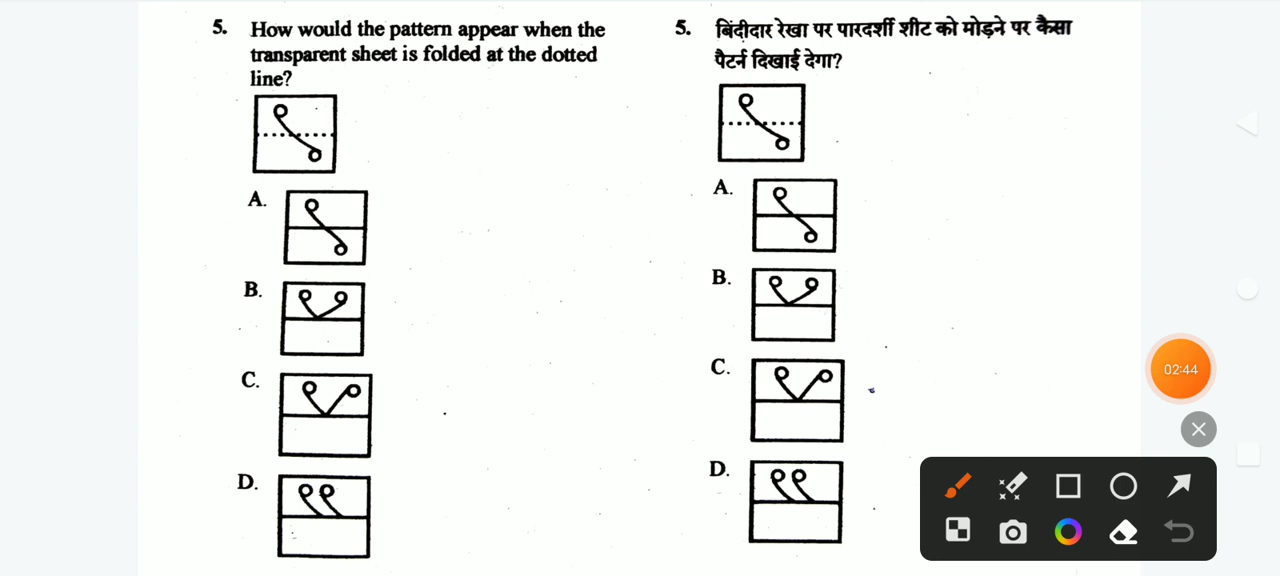 5. How would the pattern appear when the
transparent sheet is folded at the dotted
line?
A.
B.
C.
D.
5. बिंदीदार रेखा पर पारदर्शी शीट को मोड़ने पर कैसा
पैटर्न दिखाई देगा?
A.
B.
C.
D.
02:44